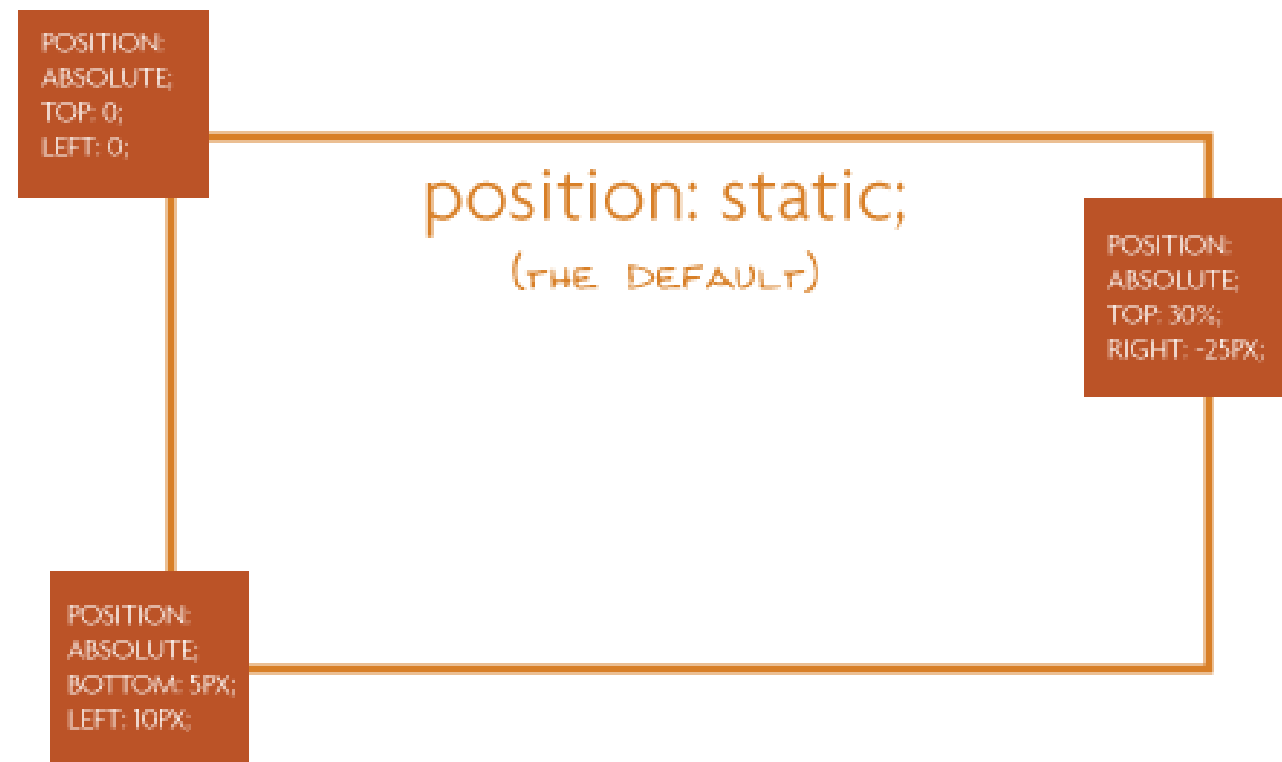 POSITION:
ABSOLUTE;
TOP: 0;
LEFT: 0;
position: static;
(THE DEFAULT)
POSITION:
ABSOLUTE;
TOP: 30%;
RIGHT: -25PX;
POSITION:
ABSOLUTE;
BOTTOM: 5PX;
LEFT: 10PX;